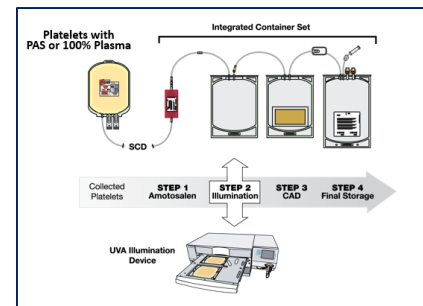 Platelets with
PAS or 100% Plasma
Integrated Container Set
SCD
Collected
Platelets
STEP 1
Amotosalen
STEP 2
Illumination
STEP 3
CAD
STEP 4
Final Storage
UVA Illumination
Device